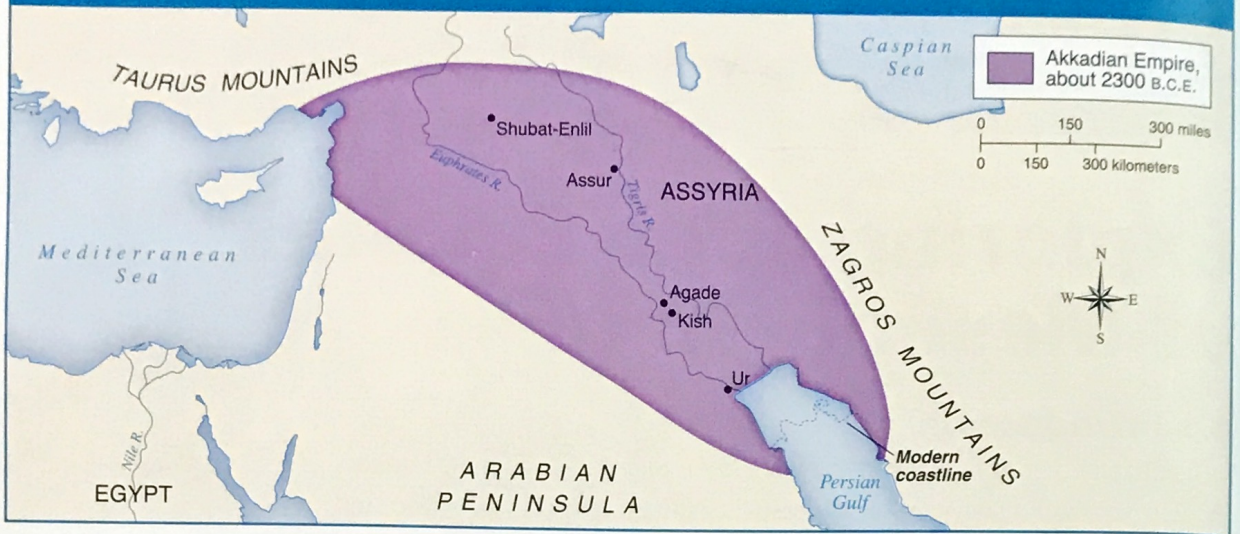 TAURUS MOUNTAINS
Caspian
Sea
Akkadian Empire,
about 2300 B.C.E.
0 150 300 miles
0 150 300 kilometers
Shubat-Enlil
Euphrates R.
Assur
Tigris R.
ASSYRIA
ZAGROS MOUNTAINS
Mediterranean
Sea
N
W E
S
Agade
Kish
Ur
Nile R.
EGYPT
ARABIAN
PENINSULA
Modern
coastline
Persian
Gulf